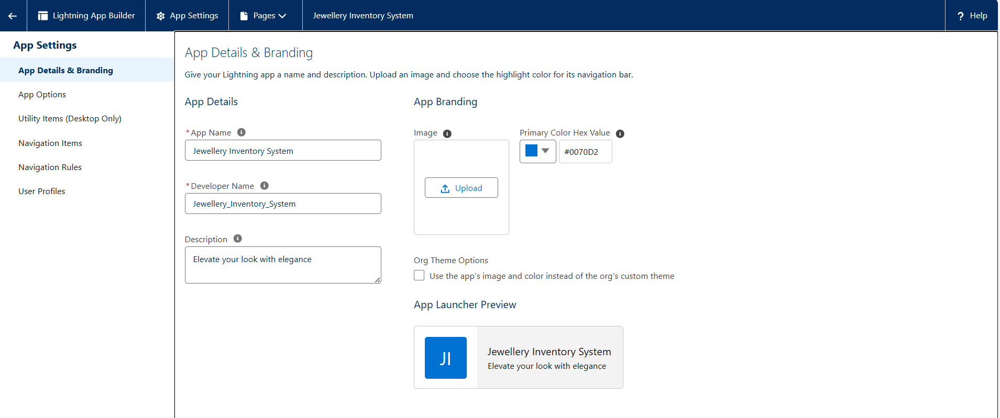 Lightning App Builder
App Settings
Pages
Jewellery Inventory System
? Help
App Settings
App Details & Branding
App Options
Utility Items (Desktop Only)
Navigation Items
Navigation Rules
User Profiles
App Details & Branding
Give your Lightning app a name and description. Upload an image and choose the highlight color for its navigation bar.
App Details
* App Name
Jewellery Inventory System
* Developer Name
Jewellery_Inventory_System
Description
Elevate your look with elegance
App Branding
Image
Upload
Primary Color Hex Value
#0070D2
Org Theme Options
Use the app's image and color instead of the org's custom theme
App Launcher Preview
JI
Jewellery Inventory System
Elevate your look with elegance